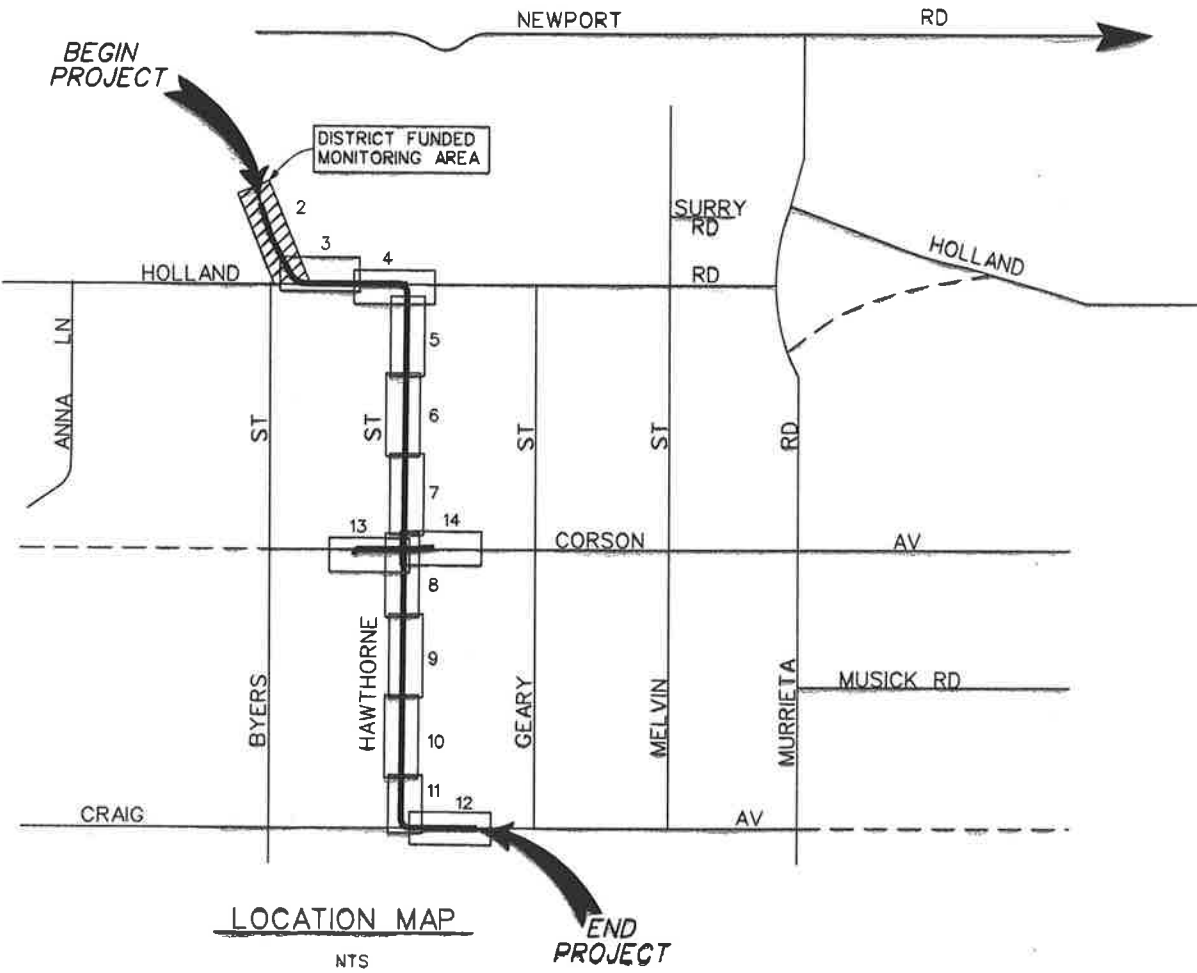 NEWPORT RD
BEGIN
PROJECT
DISTRICT FUNDED
MONITORING AREA
2
SURRY
RD
3
4
HOLLAND
HOLLAND RD
ANNA LN
5
6
BYERS ST
HAWTHORNE ST
GEARY ST
MELVIN ST
MURRIETA RD
7
13
14
CORSON AV
8
9
MUSICK RD
10
11
12
CRAIG AV
LOCATION MAP
NTS
END
PROJECT